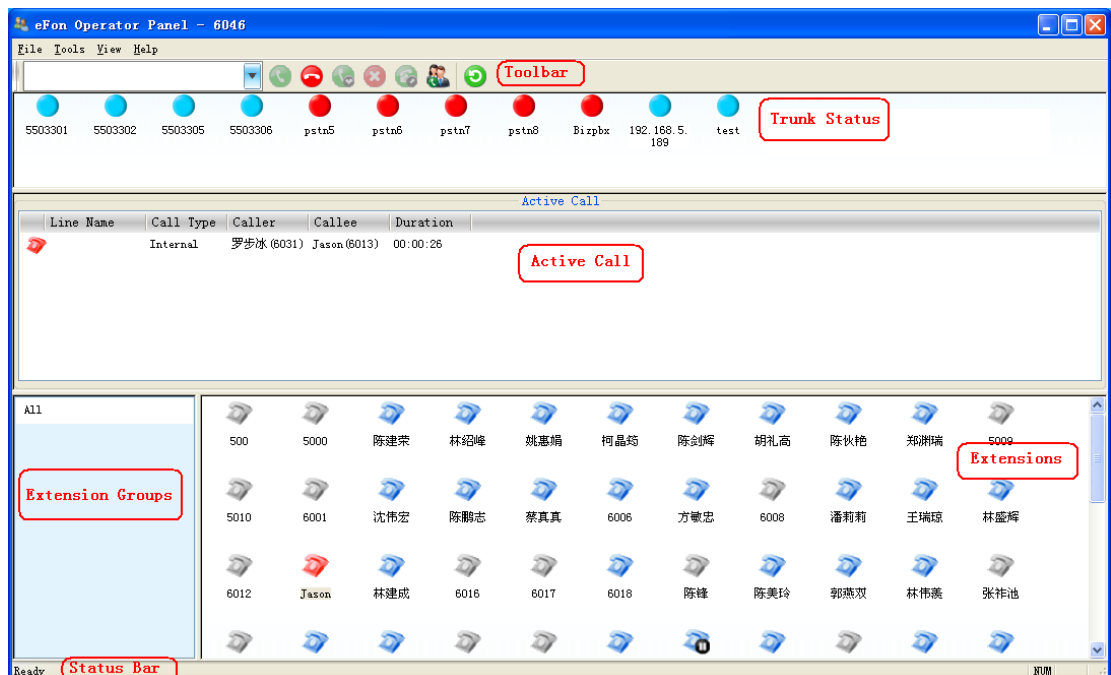 eFon Operator Panel - 6046
File Tools View Help
Toolbar
5503301 5503302 5503305 5503306 pstn5 pstn6 pstn7 pstn8 Bizpbx 192.168.5.189 test
Trunk Status
Active Call
Line Name Call Type Caller Callee Duration
Internal 罗步冰(6031) Jason(6013) 00:00:26
Active Call
All
Extension Groups
500 5000 陈建荣 林绍峰 姚惠娟 柯晶筠 陈剑辉 胡礼高 陈伙艳 郑渊瑞 5009
Extensions
5010 6001 沈伟宏 陈鹏志 蔡真真 6006 方敏忠 6008 潘莉莉 王瑞琼 林盛辉
6012 Jason 林建成 6016 6017 6018 陈锋 陈美玲 郭燕双 林伟羡 张祚池
Ready
Status Bar
NUM